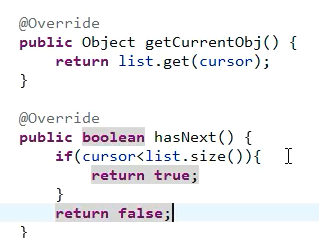 @Override
public Object getCurrentObj() {
    return list.get(cursor);
}
@Override
public boolean hasNext() {
    if(cursor<list.size()){
        return true;
    }
    return false;
}